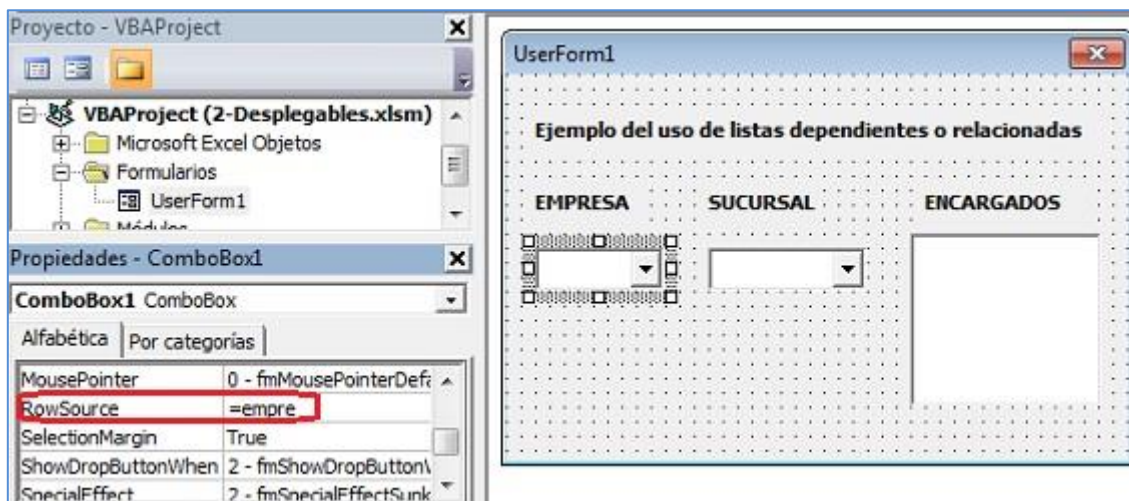 Proyecto - VBAProject
VBAProject (2-Desplegables.xlsm)
Microsoft Excel Objetos
Formularios
UserForm1
Módulos
Propiedades - ComboBox1
ComboBox1 ComboBox
Alfabética Por categorías
MousePointer 0 - fmMousePointerDefa
RowSource =empre
SelectionMargin True
ShowDropButtonWhen 2 - fmShowDropButton\
SpecialEffect 2 - fmSpecialEffectSunk
UserForm1
Ejemplo del uso de listas dependientes o relacionadas
EMPRESA SUCURSAL ENCARGADOS